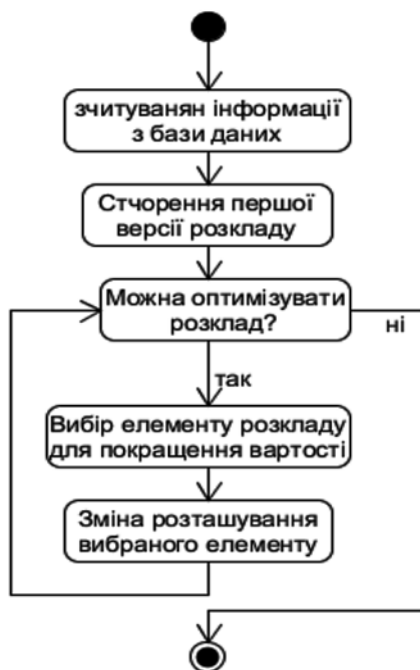 зчитуванян інформації
з бази даних
Стчорення першої
версії розкладу
Можна оптимізувати
розклад?
ні
так
Вибір елементу розкладу
для покращення вартості
Зміна розташування
вибраного елементу